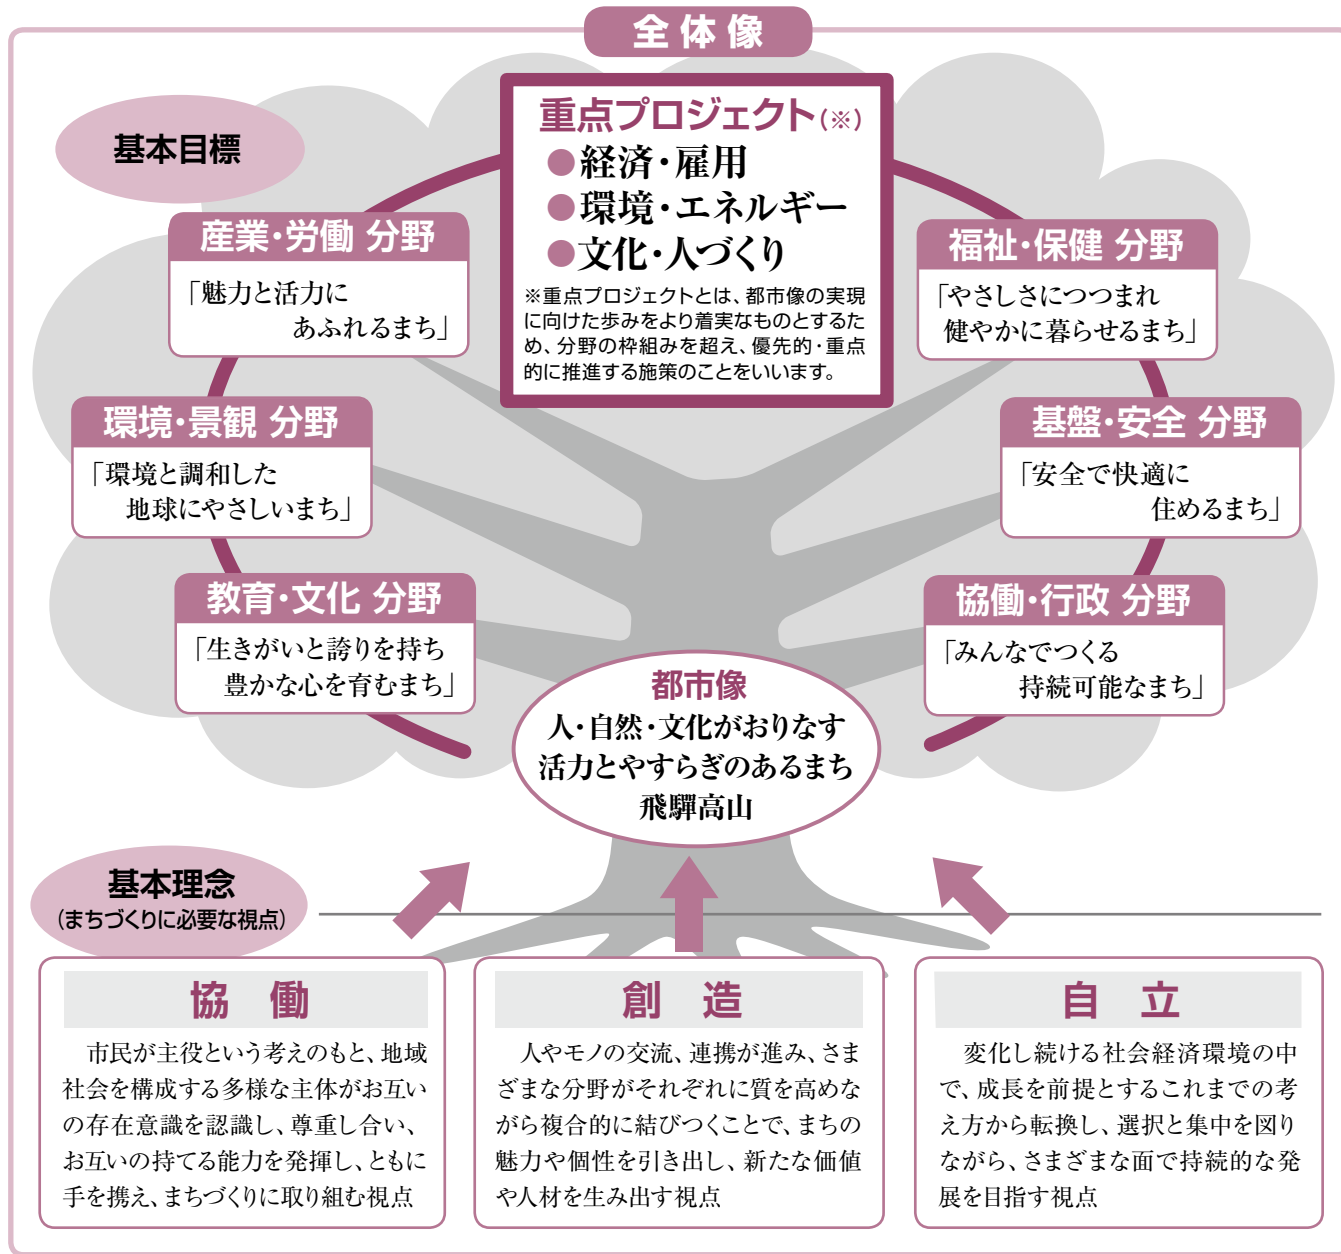 全体像
基本目標
重点プロジェクト(※)
●経済・雇用
●環境・エネルギー
●文化・人づくり
※重点プロジェクトとは、都市像の実現
に向けた歩みをより着実なものとするた
め、分野の枠組みを超え、優先的・重点
的に推進する施策のことをいいます。
産業・労働 分野
「魅力と活力に
あふれるまち」
環境・景観 分野
「環境と調和した
地球にやさしいまち」
教育・文化 分野
「生きがいと誇りを持ち
豊かな心を育むまち」
福祉・保健 分野
「やさしさにつつまれ
健やかに暮らせるまち」
基盤・安全 分野
「安全で快適に
住めるまち」
協働・行政 分野
「みんなでつくる
持続可能なまち」
都市像
人・自然・文化がおりなす
活力とやすらぎのあるまち
飛驒高山
基本理念
(まちづくりに必要な視点)
協 働
市民が主役という考えのもと、地域
社会を構成する多様な主体がお互い
の存在意識を認識し、尊重し合い、
お互いの持てる能力を発揮し、ともに
手を携え、まちづくりに取り組む視点
創 造
人やモノの交流、連携が進み、さま
ざまな分野がそれぞれに質を高めな
がら複合的に結びつくことで、まちの
魅力や個性を引き出し、新たな価値
や人材を生み出す視点
自 立
変化し続ける社会経済環境の中
で、成長を前提とするこれまでの考
え方から転換し、選択と集中を図り
ながら、さまざまな面で持続的な発
展を目指す視点